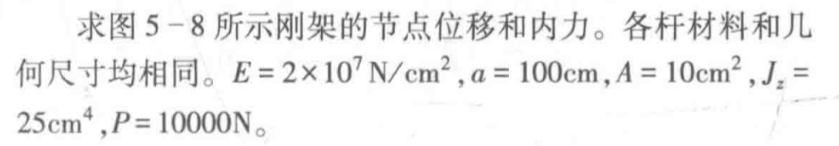 求图 5-8 所示刚架的节点位移和内力。各杆材料和几
何尺寸均相同。E = 2×10⁷ N/cm², a = 100cm, A = 10cm², J_z =
25cm⁴, P = 10000N。